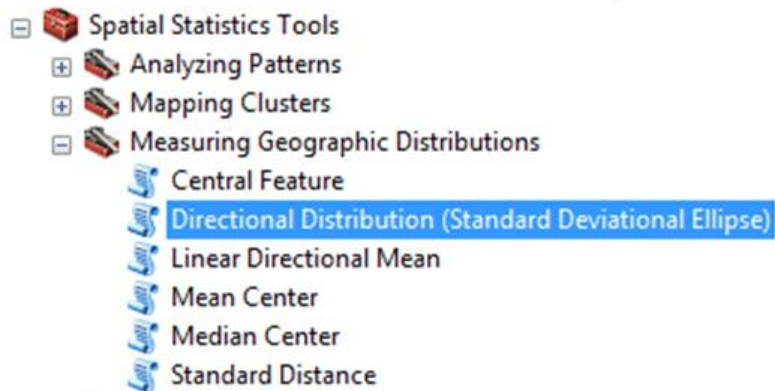 Spatial Statistics Tools
Analyzing Patterns
Mapping Clusters
Measuring Geographic Distributions
Central Feature
Directional Distribution (Standard Deviational Ellipse)
Linear Directional Mean
Mean Center
Median Center
Standard Distance